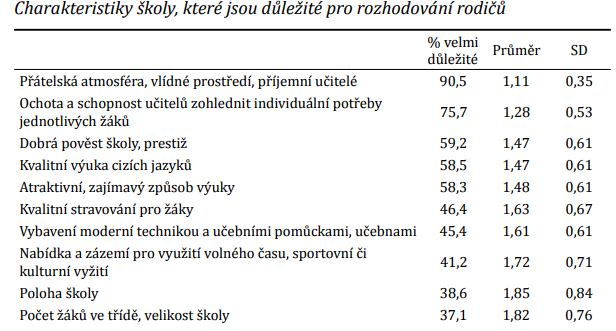 Charakteristiky školy, které jsou důležité pro rozhodování rodičů
% velmi důležité Průměr SD
Přátelská atmosféra, vlídné prostředí, příjemní učitelé 90,5 1,11 0,35
Ochota a schopnost učitelů zohlednit individuální potřeby
jednotlivých žáků 75,7 1,28 0,53
Dobrá pověst školy, prestiž 59,2 1,47 0,61
Kvalitní výuka cizích jazyků 58,5 1,47 0,61
Atraktivní, zajímavý způsob výuky 58,3 1,48 0,61
Kvalitní stravování pro žáky 46,4 1,63 0,67
Vybavení moderní technikou a učebními pomůckami, učebnami 45,4 1,61 0,61
Nabídka a zázemí pro využití volného času, sportovní či
kulturní vyžití 41,2 1,72 0,71
Poloha školy 38,6 1,85 0,84
Počet žáků ve třídě, velikost školy 37,1 1,82 0,76